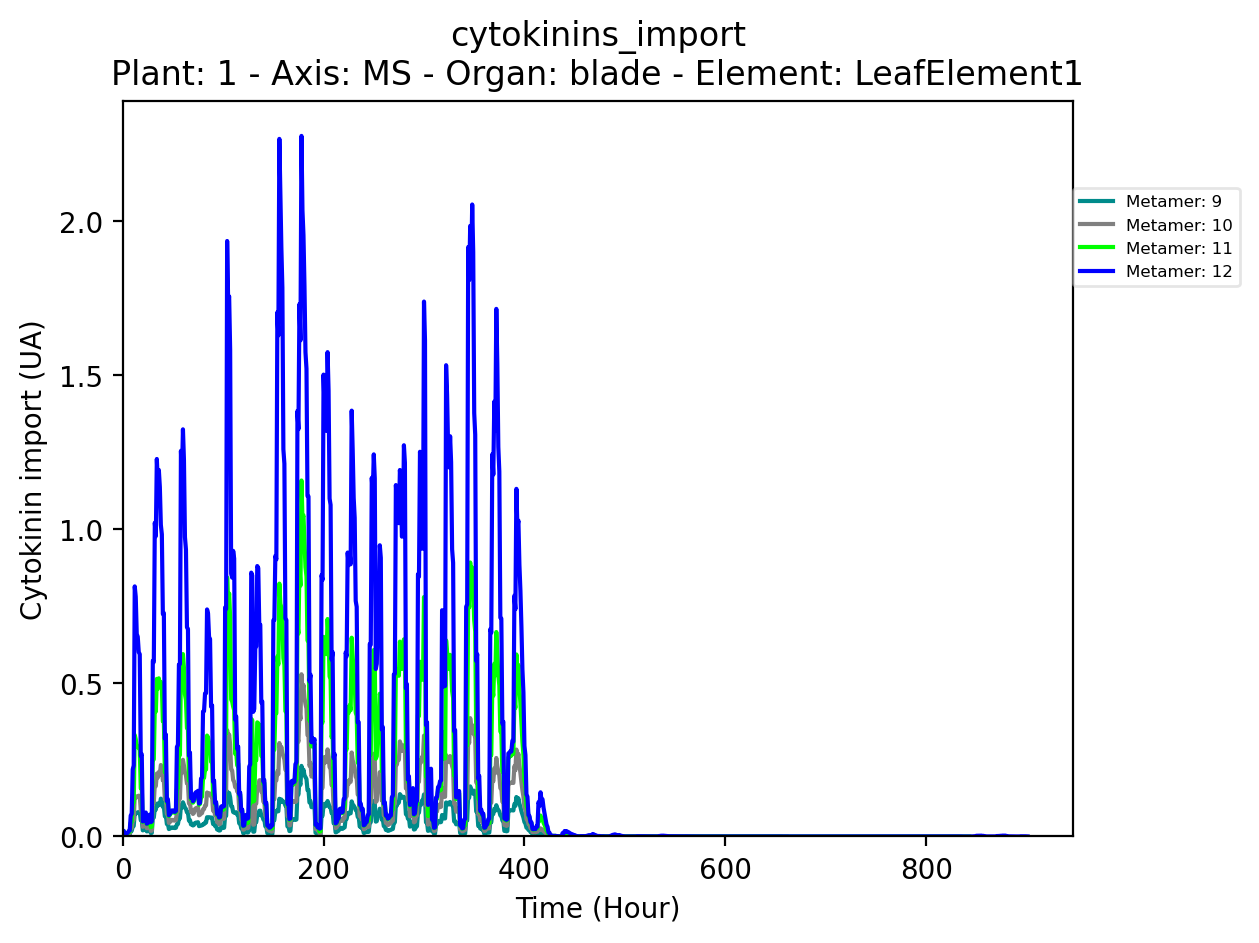 cytokinins_import
Plant: 1 - Axis: MS - Organ: blade - Element: LeafElement1
Cytokinin import (UA)
2.0
1.5
1.0
0.5
0.0
0
200
400
600
800
Time (Hour)
Metamer: 9
Metamer: 10
Metamer: 11
Metamer: 12